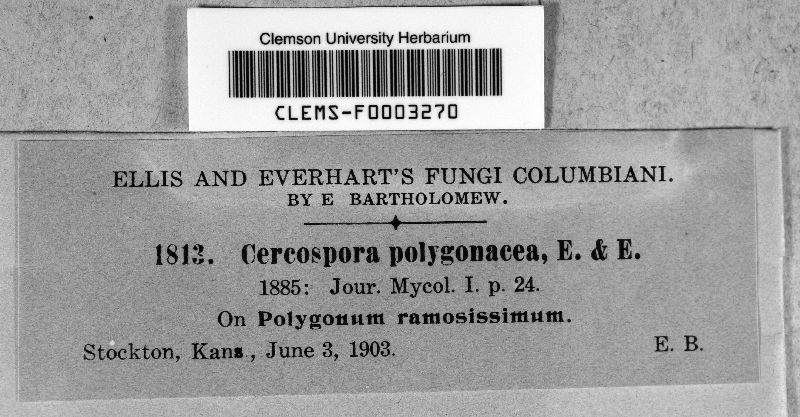 Clemson University Herbarium
CLEMS-F0003270
ELLIS AND EVERHART'S FUNGI COLUMBIANI.
BY E BARTHOLOMEW.
1813. Cercospora polygonacea, E. & E.
1885: Jour. Mycol. I. p. 24.
On Polygonum ramosissimum.
Stockton, Kans., June 3, 1903. E. B.